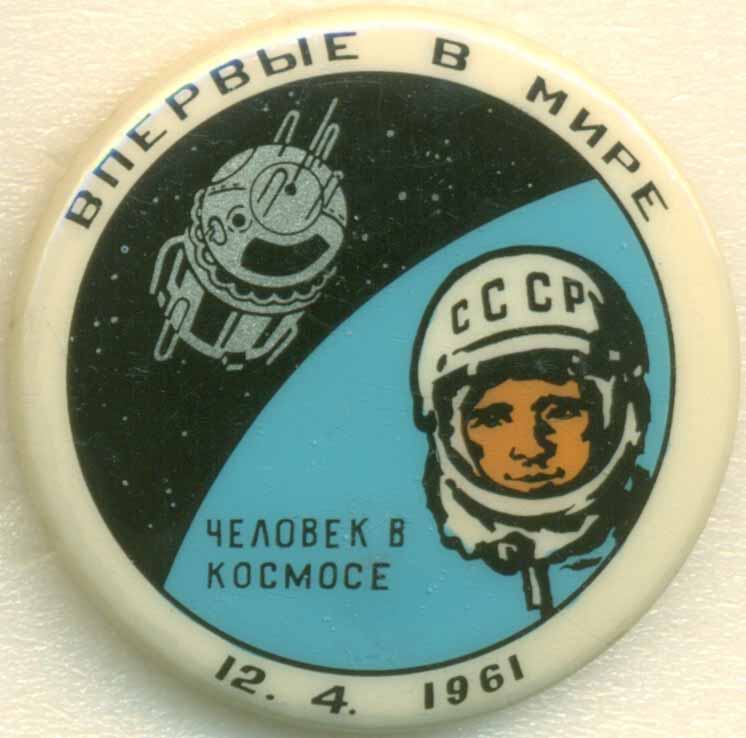 ВПЕРВЫЕ В МИРЕ
СССР
ЧЕЛОВЕК В
КОСМОСЕ
12. 4. 1961